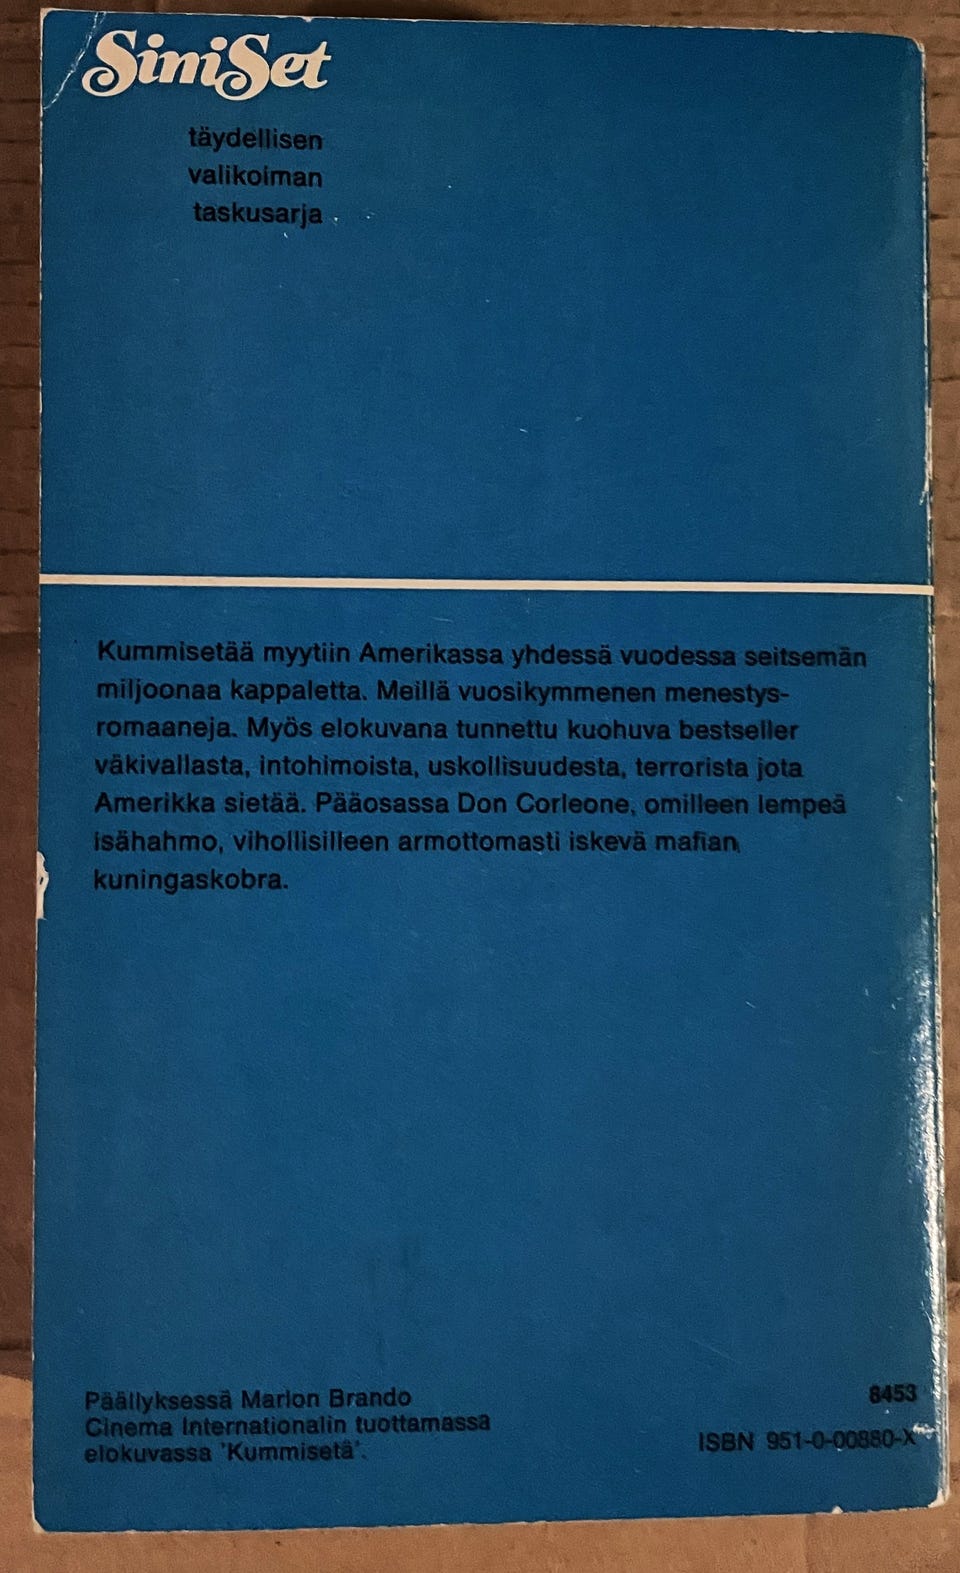 SiniSet
täydellisen
valikoiman
taskusarja
Kummisetää myytiin Amerikassa yhdessä vuodessa seitsemän
miljoonaa kappaletta. Meillä vuosikymmenen menestys-
romaaneja. Myös elokuvana tunnettu kuohuva bestseller
väkivallasta, intohimoista, uskollisuudesta, terrorista jota
Amerikka sietää. Pääosassa Don Corleone, omilleen lempeä
isähahmo, vihollisilleen armottomasti iskevä mafian
kuningaskobra.
Päällyksessä Marlon Brando
Cinema Internationalin tuottamassa
elokuvassa 'Kummisetä'.
8453
ISBN 951-0-00880-X